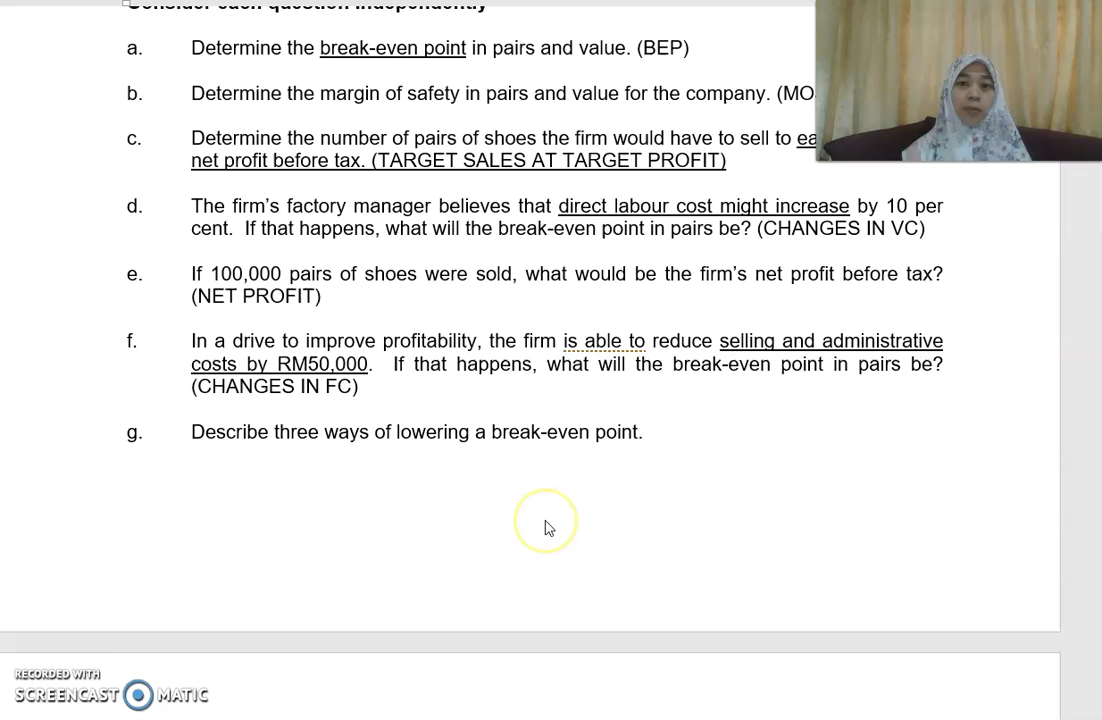 Consider each question independently
a. Determine the break-even point in pairs and value. (BEP)
b. Determine the margin of safety in pairs and value for the company. (MO
c. Determine the number of pairs of shoes the firm would have to sell to
net profit before tax. (TARGET SALES AT TARGET PROFIT)
d. The firm's factory manager believes that direct labour cost might increase by 10 per
cent. If that happens, what will the break-even point in pairs be? (CHANGES IN VC)
e. If 100,000 pairs of shoes were sold, what would be the firm's net profit before tax?
(NET PROFIT)
f. In a drive to improve profitability, the firm is able to reduce selling and administrative
costs by RM50,000. If that happens, what will the break-even point in pairs be?
(CHANGES IN FC)
g. Describe three ways of lowering a break-even point.
RECORDED WITH
SCREENCAST MATIC